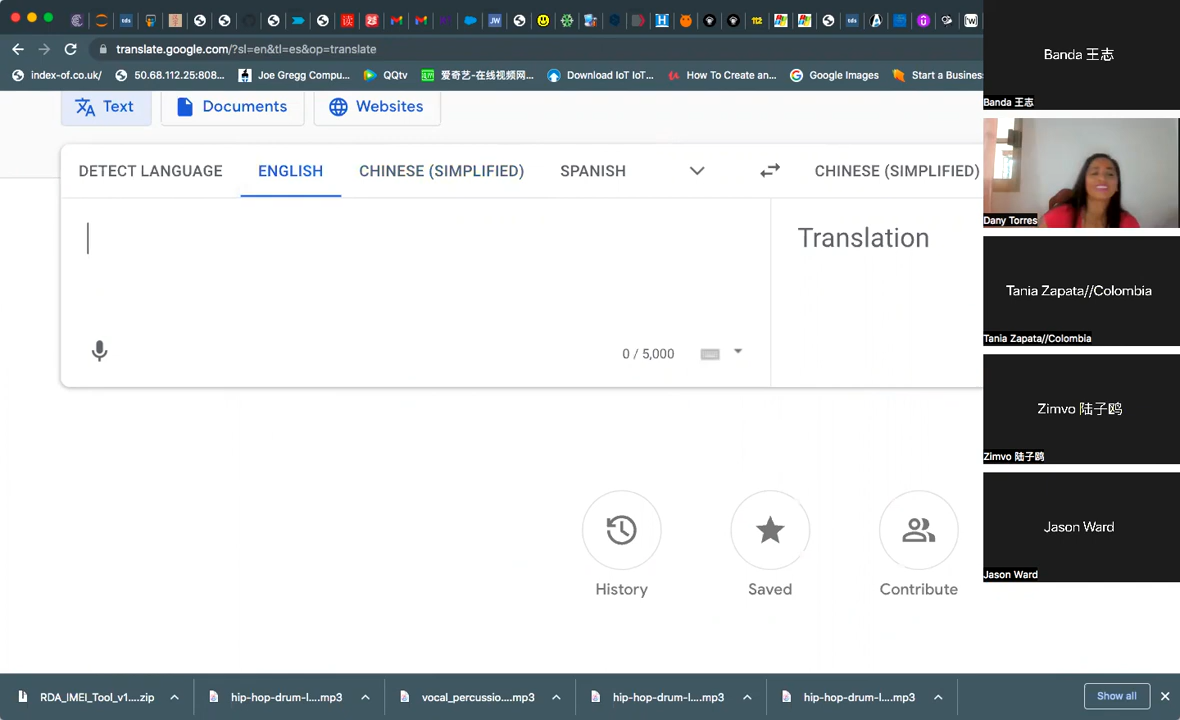 translate.google.com/?sl=en&tl=es&op=translate
index-of.co.uk/
50.68.112.25:808...
Joe Gregg Compu...
QQtv
爱奇艺-在线视频网...
Download IoT IoT...
How To Create an...
Google Images
Start a Business
Text
Documents
Websites
DETECT LANGUAGE
ENGLISH
CHINESE (SIMPLIFIED)
SPANISH
CHINESE (SIMPLIFIED)
Translation
0 / 5,000
History
Saved
Contribute
Banda 王志
Banda 王志
Dany Torres
Tania Zapata//Colombia
Tania Zapata//Colombia
Zimvo 陆子鸥
Zimvo 陆子鸥
Jason Ward
Jason Ward
RDA_IMEI_Tool_v1....zip
hip-hop-drum-l....mp3
vocal_percussio....mp3
hip-hop-drum-l....mp3
hip-hop-drum-l....mp3
Show all